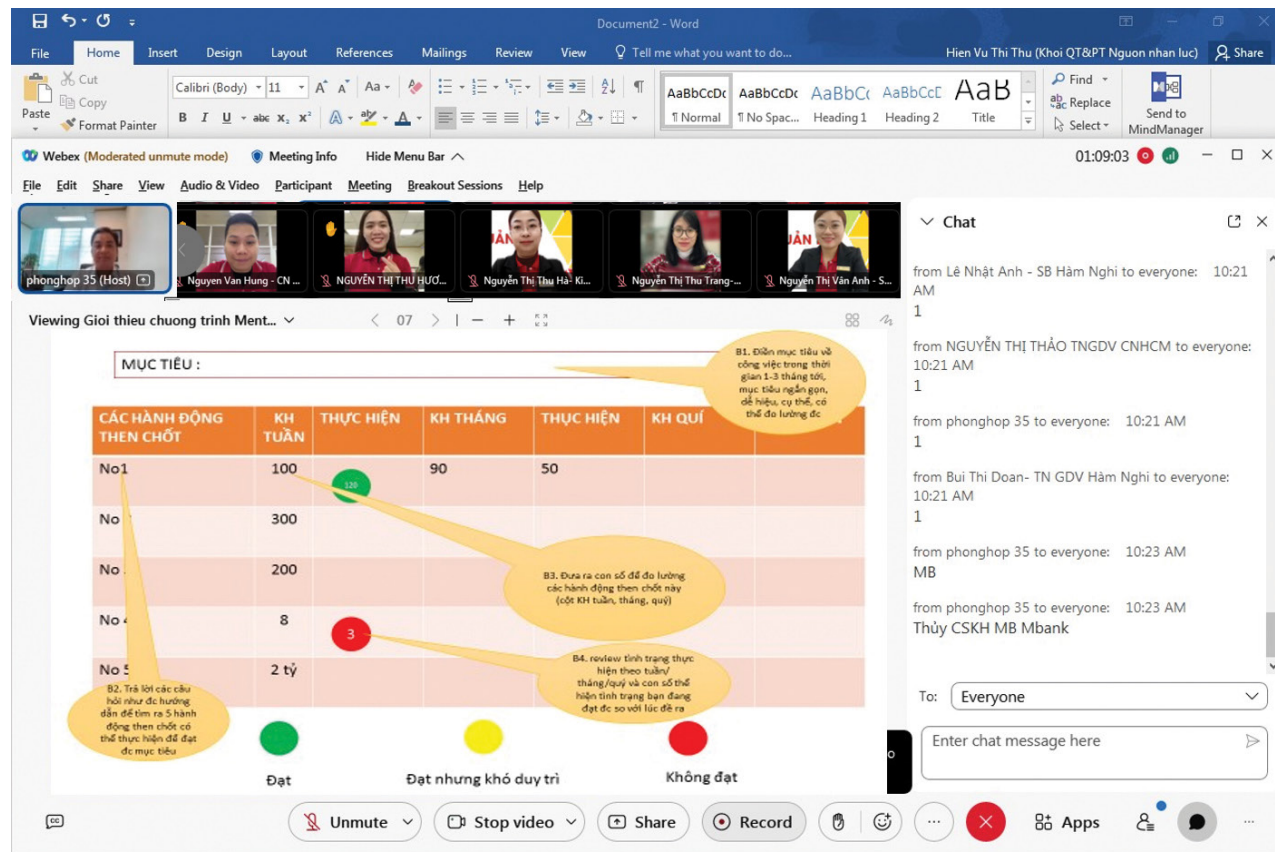 Document2 - Word
File Home Insert Design Layout References Mailings Review View Tell me what you want to do... Hien Vu Thi Thu (Khoi QT&PT Nguon nhan luc) Share
Paste
Cut
Copy
Format Painter
Calibri (Body) 11
AaBbCcDc AaBbCcDc AaBbC( AaBbCcE AaB
¶ Normal ¶ No Spac... Heading 1 Heading 2 Title
Find
Replace
Select
Send to
MindManager
Webex (Moderated unmute mode) Meeting Info Hide Menu Bar 01:09:03
File Edit Share View Audio & Video Participant Meeting Breakout Sessions Help
phonghop 35 (Host)
Nguyen Van Hung - CN ...
NGUYỄN THỊ THU HƯƠ...
Nguyễn Thị Thu Hà- Ki...
Nguyễn Thị Thu Trang-...
Nguyễn Thị Vân Anh - S...
Viewing Gioi thieu chuong trinh Ment... 07
MỤC TIÊU :
B1. Điền mục tiêu về
công việc trong thời
gian 1-3 tháng tới,
mục tiêu ngắn gọn,
dễ hiệu, cụ thể, có
thể đo lường đc
CÁC HÀNH ĐỘNG
THEN CHỐT
KH
TUẦN
THỰC HIỆN
KH THÁNG
THỤC HIỆN
KH QUÍ
No1 100 120 90 50
No 300
No 200
No 8 3
No 5 2 tỷ
B3. Đưa ra con số để đo lường
các hành động then chốt này
(cột KH tuần, tháng, quý)
B4. review tình trạng thực
hiện theo tuần/
tháng/quý và con số thể
hiện tình trạng bạn đang
đạt đc so với lúc đề ra
B2. Trả lời các câu
hỏi như đc hướng
dẫn để tìm ra 5 hành
động then chốt có
thể thực hiện để đạt
đc mục tiêu
Đạt Đạt nhưng khó duy trì Không đạt
Chat
from Lê Nhật Anh - SB Hàm Nghi to everyone: 10:21
AM
1
from NGUYỄN THỊ THẢO TNGDV CNHCM to everyone:
10:21 AM
1
from phonghop 35 to everyone: 10:21 AM
1
from Bui Thi Doan- TN GDV Hàm Nghi to everyone:
10:21 AM
1
from phonghop 35 to everyone: 10:23 AM
MB
from phonghop 35 to everyone: 10:23 AM
Thủy CSKH MB Mbank
To: Everyone
Enter chat message here
Unmute Stop video Share Record Apps